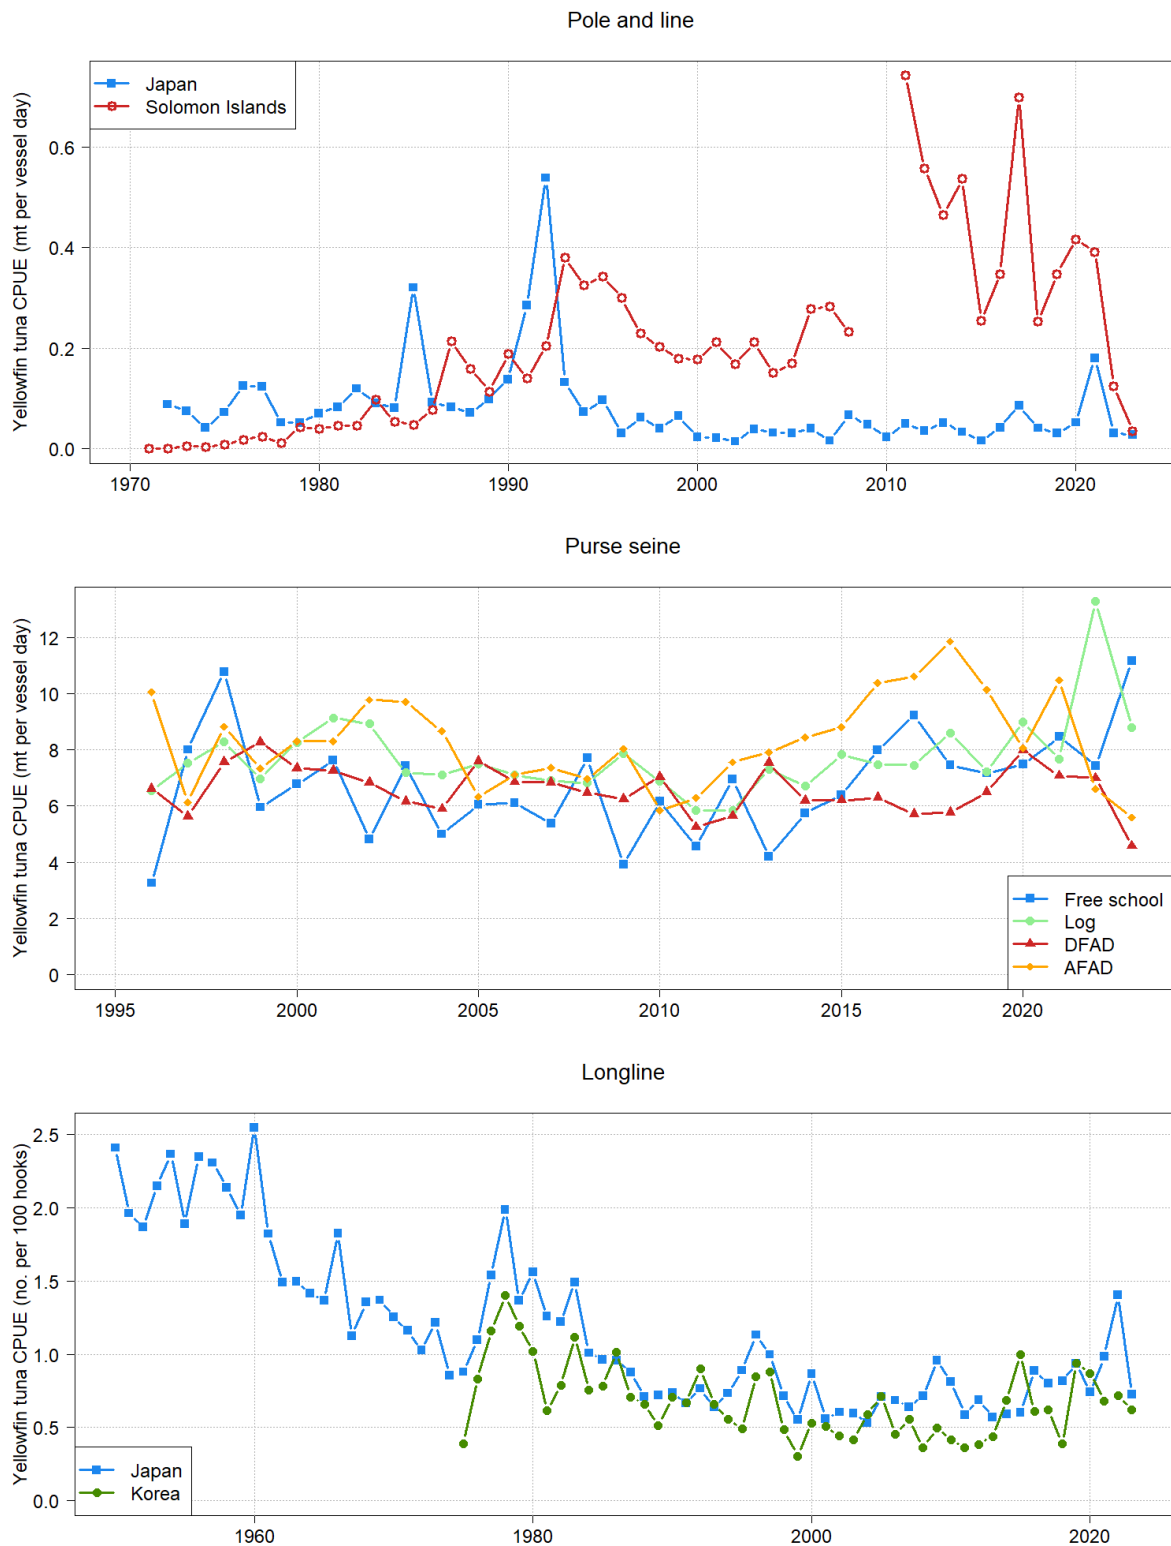 Pole and line
Japan
Solomon Islands
Yellowfin tuna CPUE (mt per vessel day)
0.6
0.4
0.2
0.0
1970 1980 1990 2000 2010 2020
Purse seine
Yellowfin tuna CPUE (mt per vessel day)
12
10
8
6
4
2
0
Free school
Log
DFAD
AFAD
1995 2000 2005 2010 2015 2020
Longline
Yellowfin tuna CPUE (no. per 100 hooks)
2.5
2.0
1.5
1.0
0.5
0.0
Japan
Korea
1960 1980 2000 2020